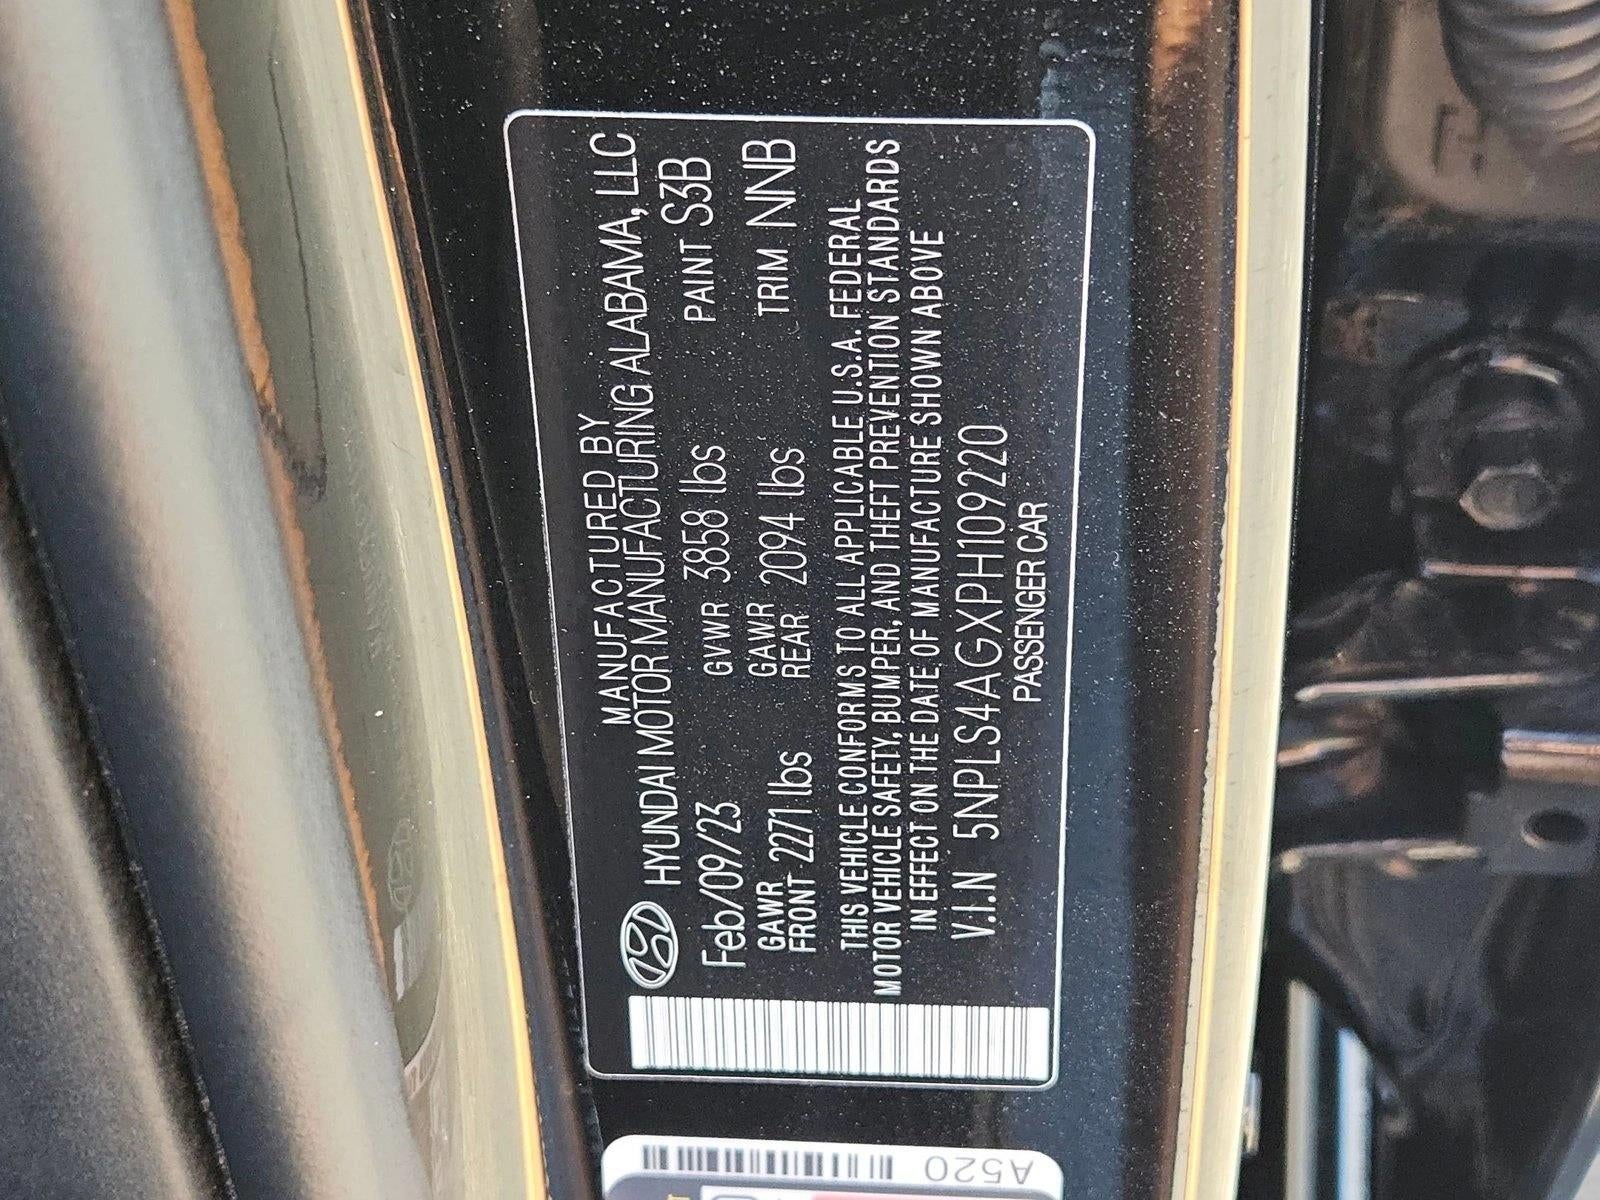 MANUFACTURED BY
HYUNDAI MOTOR MANUFACTURING ALABAMA, LLC
Feb/09/23 GVWR 3858 lbs PAINT S3B
GAWR FRONT 2271 lbs GAWR REAR 2094 lbs TRIM NNB
THIS VEHICLE CONFORMS TO ALL APPLICABLE U.S.A. FEDERAL
MOTOR VEHICLE SAFETY, BUMPER, AND THEFT PREVENTION STANDARDS
IN EFFECT ON THE DATE OF MANUFACTURE SHOWN ABOVE
V.I.N 5NPLS4AGXPH109220
PASSENGER CAR
A520